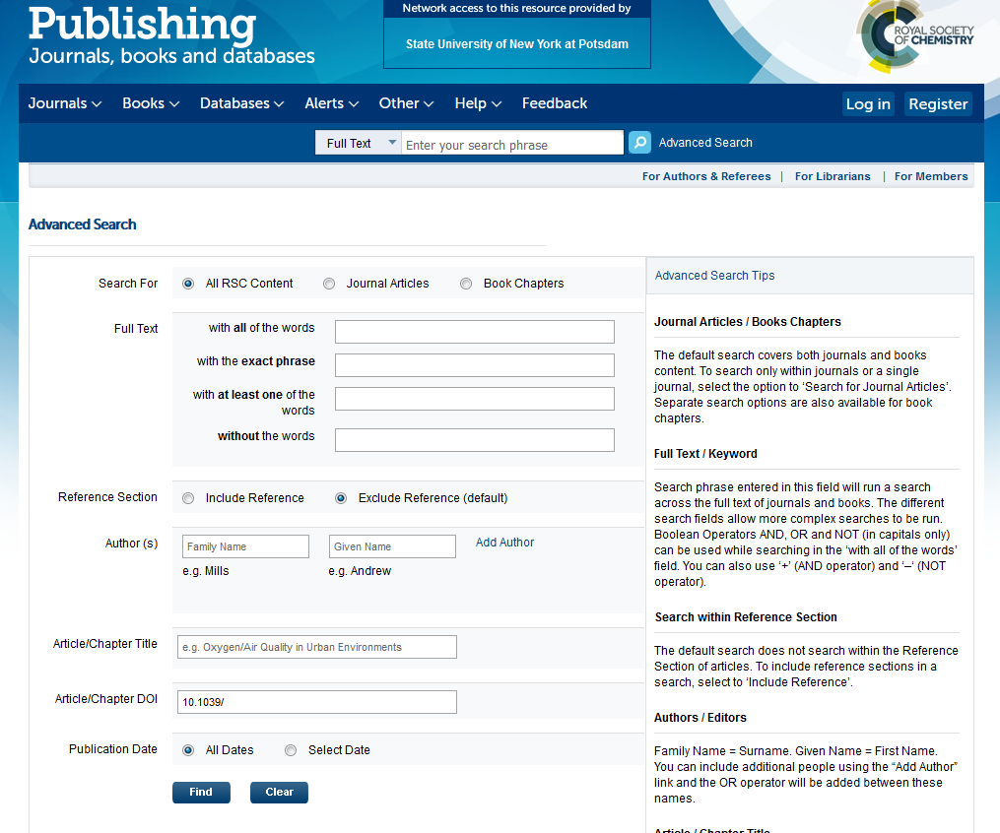 Publishing
Journals, books and databases
Network access to this resource provided by
State University of New York at Potsdam
ROYAL SOCIETY
OF CHEMISTRY
Journals Books Databases Alerts Other Help Feedback Log in Register
Full Text Enter your search phrase Advanced Search
For Authors & Referees | For Librarians | For Members
Advanced Search
Search For All RSC Content Journal Articles Book Chapters
Full Text with all of the words
with the exact phrase
with at least one of the
words
without the words
Reference Section Include Reference Exclude Reference (default)
Author (s) Family Name Given Name Add Author
e.g. Mills e.g. Andrew
Article/Chapter Title e.g. Oxygen/Air Quality in Urban Environments
Article/Chapter DOI 10.1039/
Publication Date All Dates Select Date
Find Clear
Advanced Search Tips
Journal Articles / Books Chapters
The default search covers both journals and books
content. To search only within journals or a single
journal, select the option to ‘Search for Journal Articles’.
Separate search options are also available for book
chapters.
Full Text / Keyword
Search phrase entered in this field will run a search
across the full text of journals and books. The different
search fields allow more complex searches to be run.
Boolean Operators AND, OR and NOT (in capitals only)
can be used while searching in the ‘with all of the words’
field. You can also use ‘+’ (AND operator) and ‘–‘ (NOT
operator).
Search within Reference Section
The default search does not search within the Reference
Section of articles. To include reference sections in a
search, select to ‘Include Reference’.
Authors / Editors
Family Name = Surname. Given Name = First Name.
You can include additional people using the “Add Author”
link and the OR operator will be added between these
names.
Article / Chapter Title